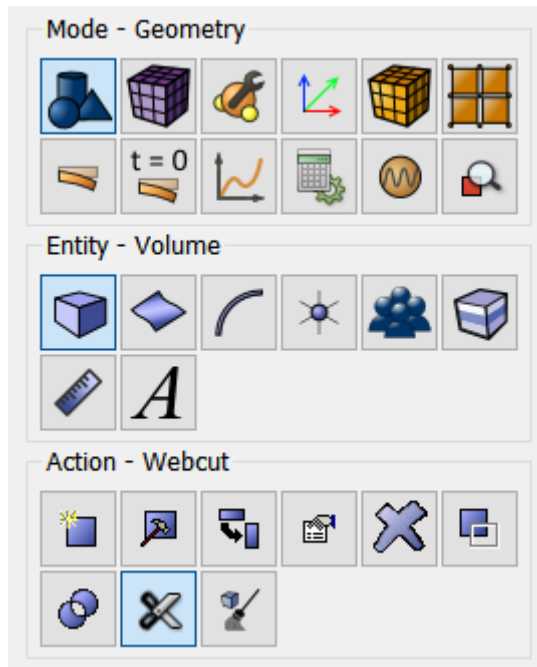 Mode - Geometry
t = 0
Entity - Volume
A
Action - Webcut